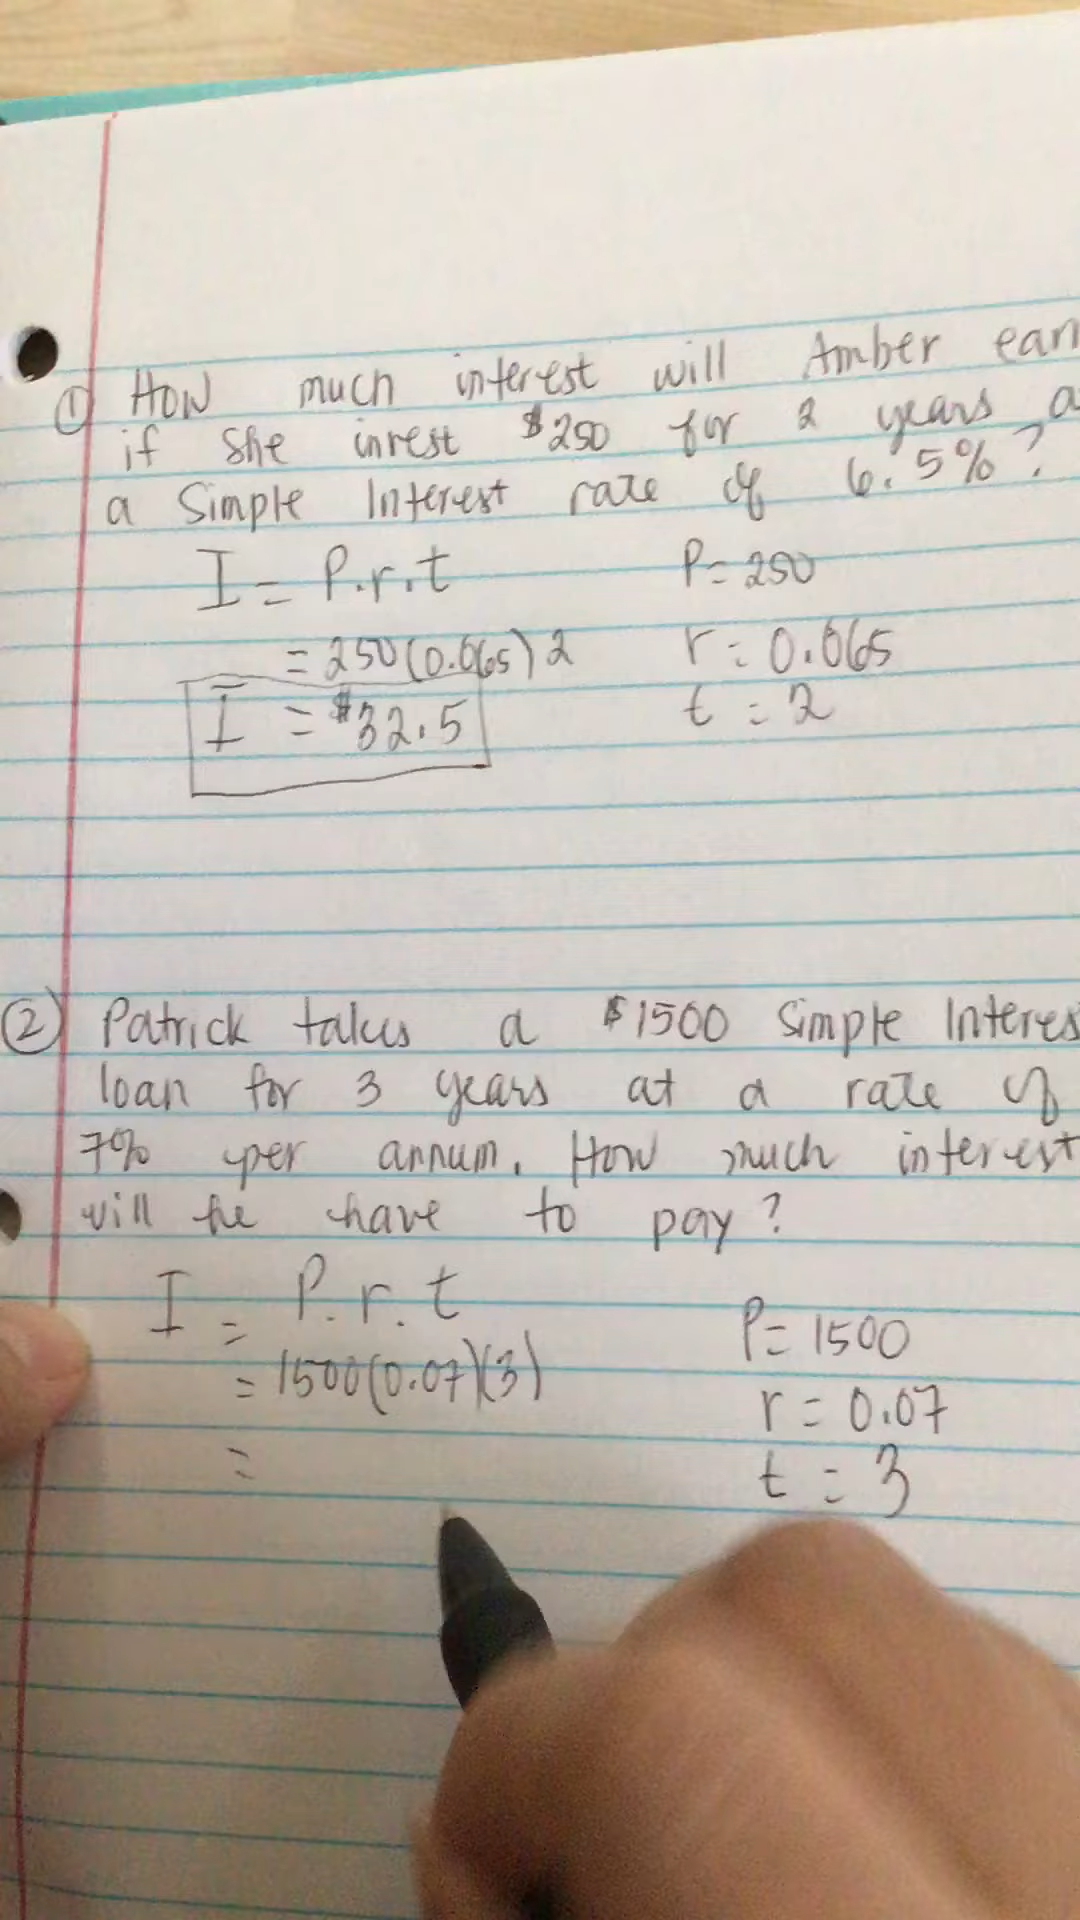 ① How much interest will Amber earn
if she invest $250 for 2 years a
a Simple Interest rate of 6.5%?
I = P.r.t P= 250
= 250(0.065)2 r = 0.065
I = $32.5 t = 2
② Patrick takes a $1500 Simple Interes
loan for 3 years at a rate of
7% per annum. How much interest
will he have to pay?
I = P.r.t P= 1500
= 1500(0.07)(3) r = 0.07
= t = 3